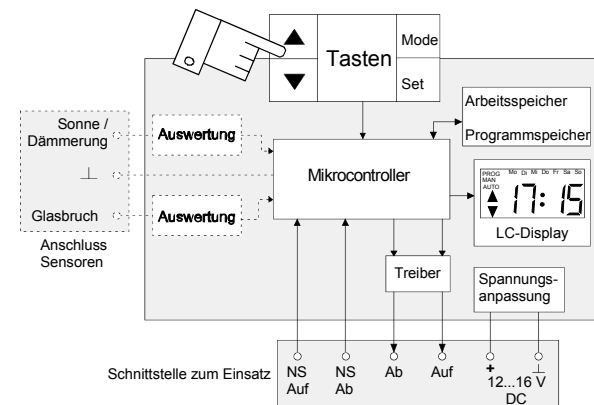 Tasten
Mode
Set
Sonne /
Dämmerung
⊥
Glasbruch
Anschluss
Sensoren
Auswertung
Auswertung
Mikrocontroller
Arbeitsspeicher
Programmspeicher
PROG
MAN
AUTO
Mo Di Mi Do Fr Sa So
17:15
LC-Display
Treiber
Spannungs-
anpassung
Schnittstelle zum Einsatz
NS
Auf
NS
Ab
Ab
Auf
+
⊥
12...16 V
DC